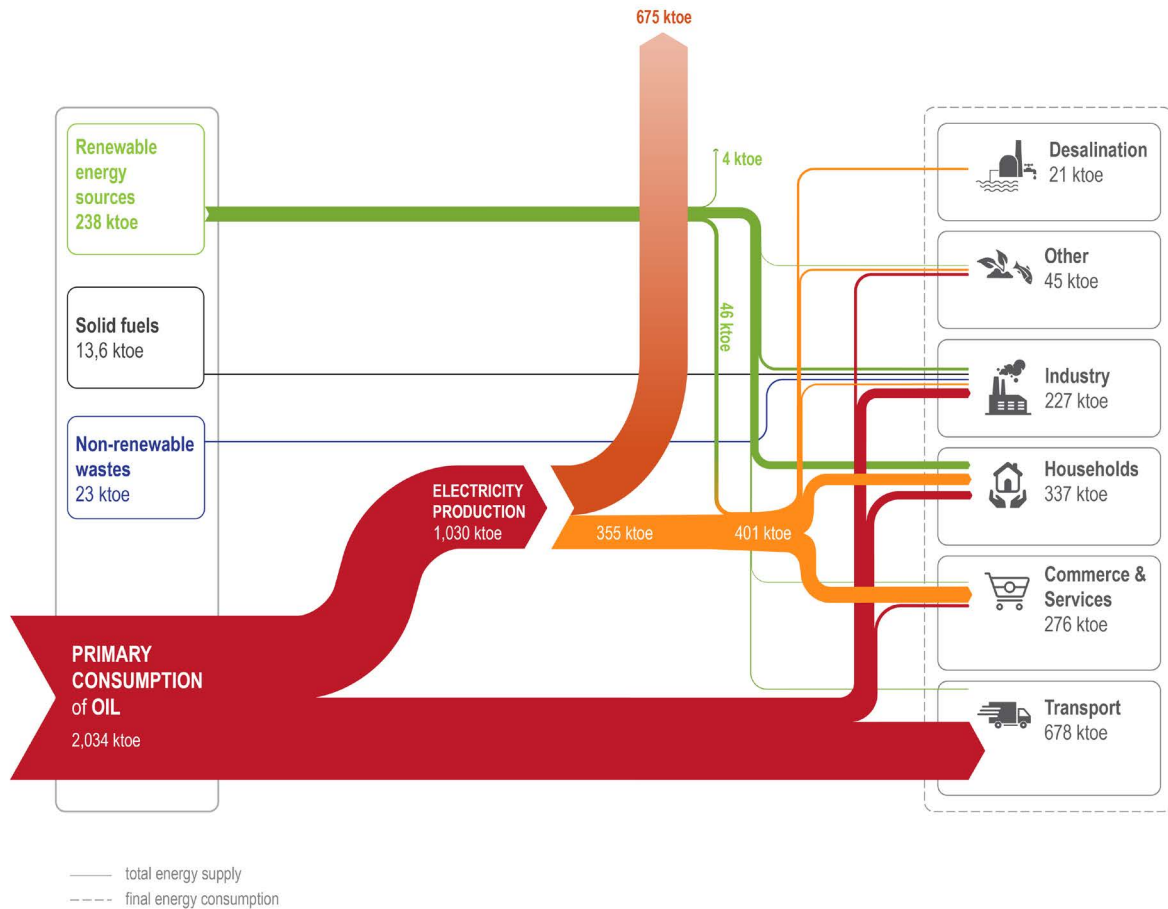 675 ktoe
Renewable
energy
sources
238 ktoe
4 ktoe
Desalination
21 ktoe
Other
45 ktoe
Solid fuels
13,6 ktoe
46 ktoe
Industry
227 ktoe
Non-renewable
wastes
23 ktoe
ELECTRICITY
PRODUCTION
1,030 ktoe
355 ktoe
401 ktoe
Households
337 ktoe
Commerce &
Services
276 ktoe
PRIMARY
CONSUMPTION
of OIL
2,034 ktoe
Transport
678 ktoe
total energy supply
final energy consumption